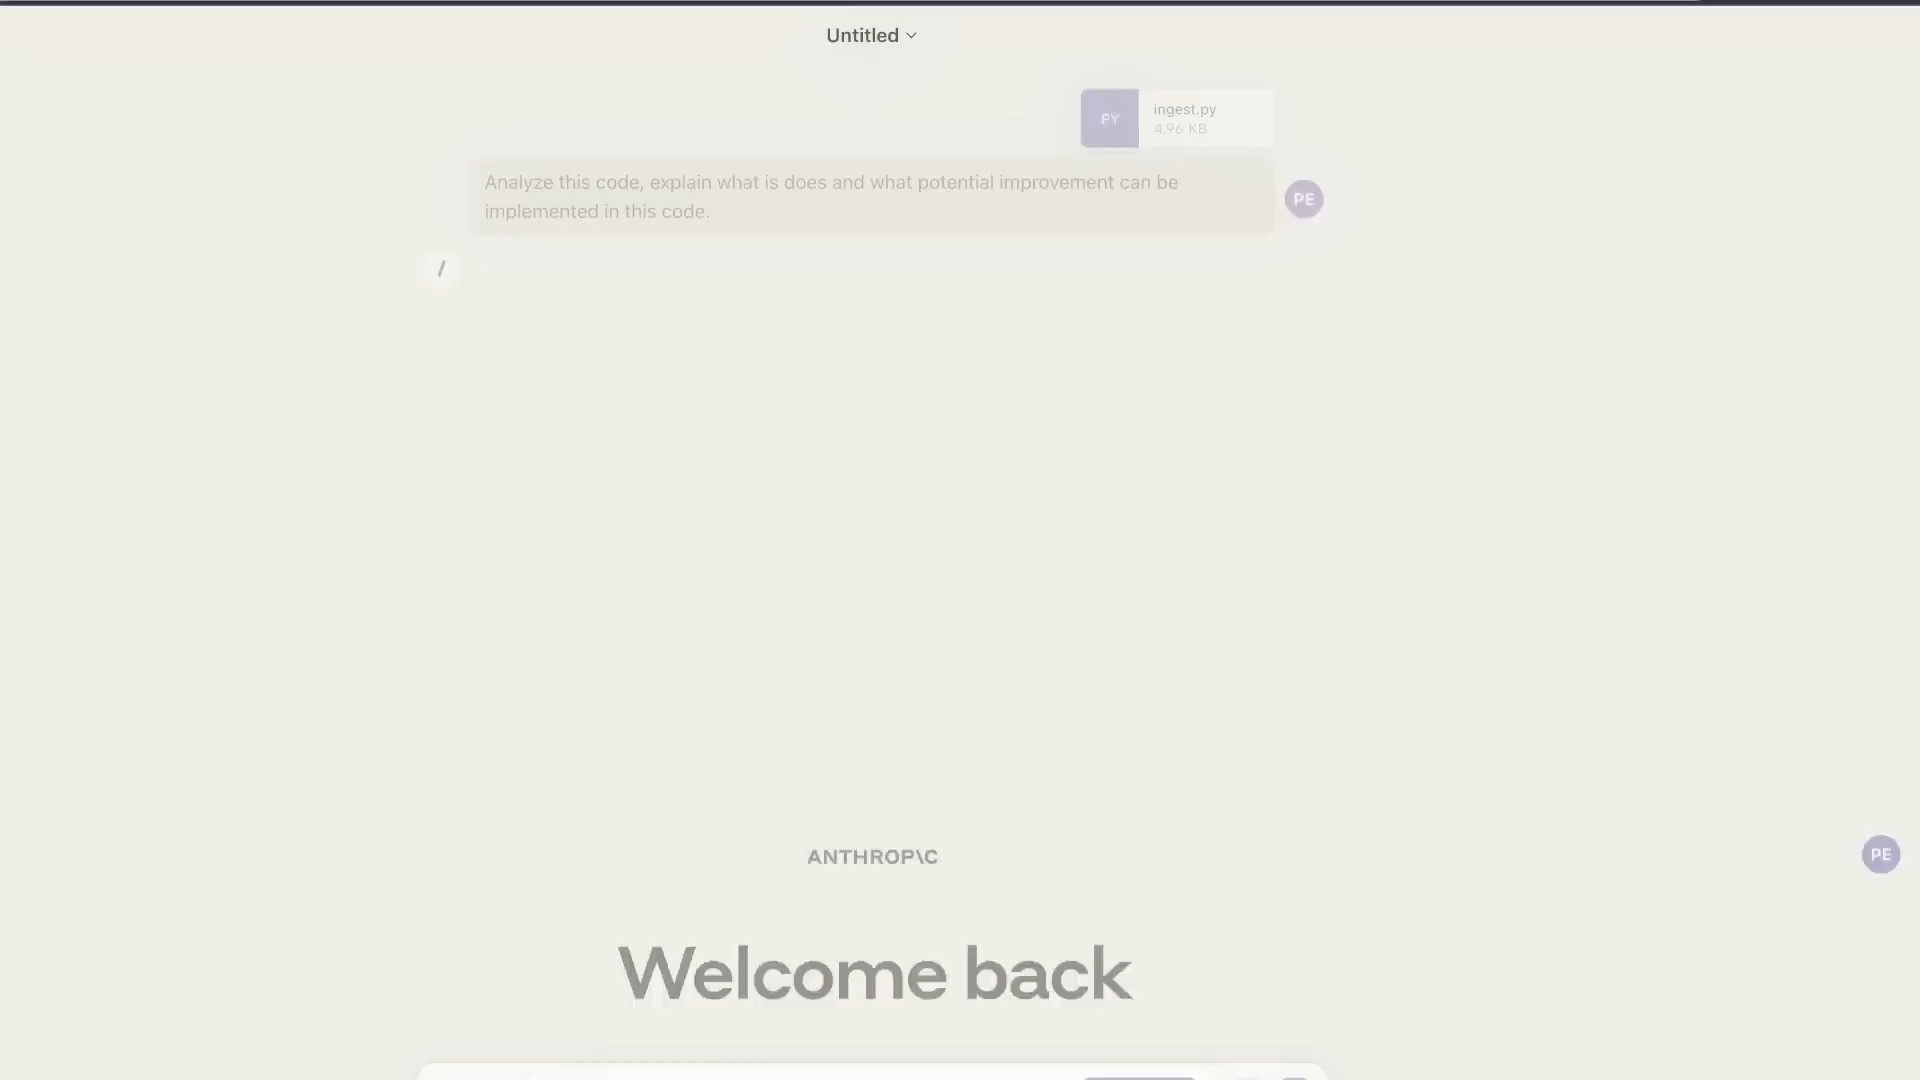 Untitled
PY
ingest.py
4.96 KB
Analyze this code, explain what is does and what potential improvement can be
implemented in this code.
PE
ANTHROP\C
PE
Welcome back